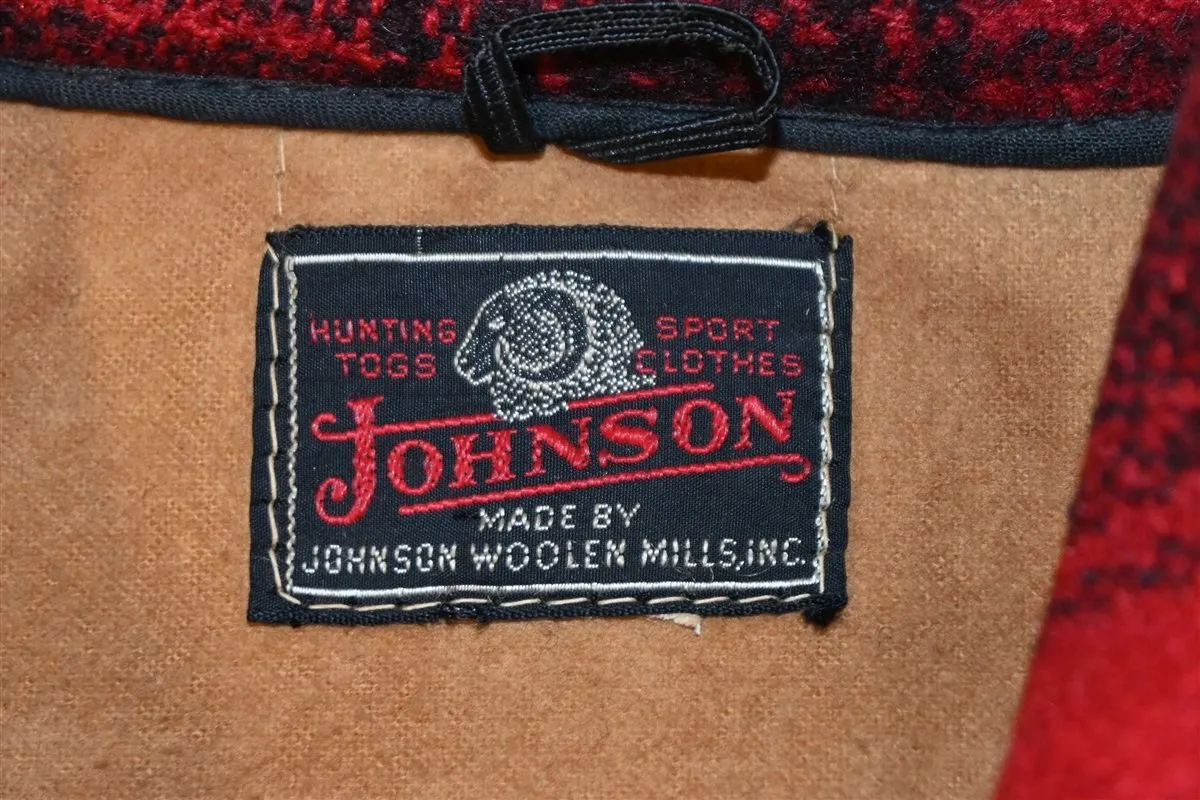 HUNTING
TOGS
SPORT
CLOTHES
JOHNSON
MADE BY
JOHNSON WOOLEN MILLS, INC.